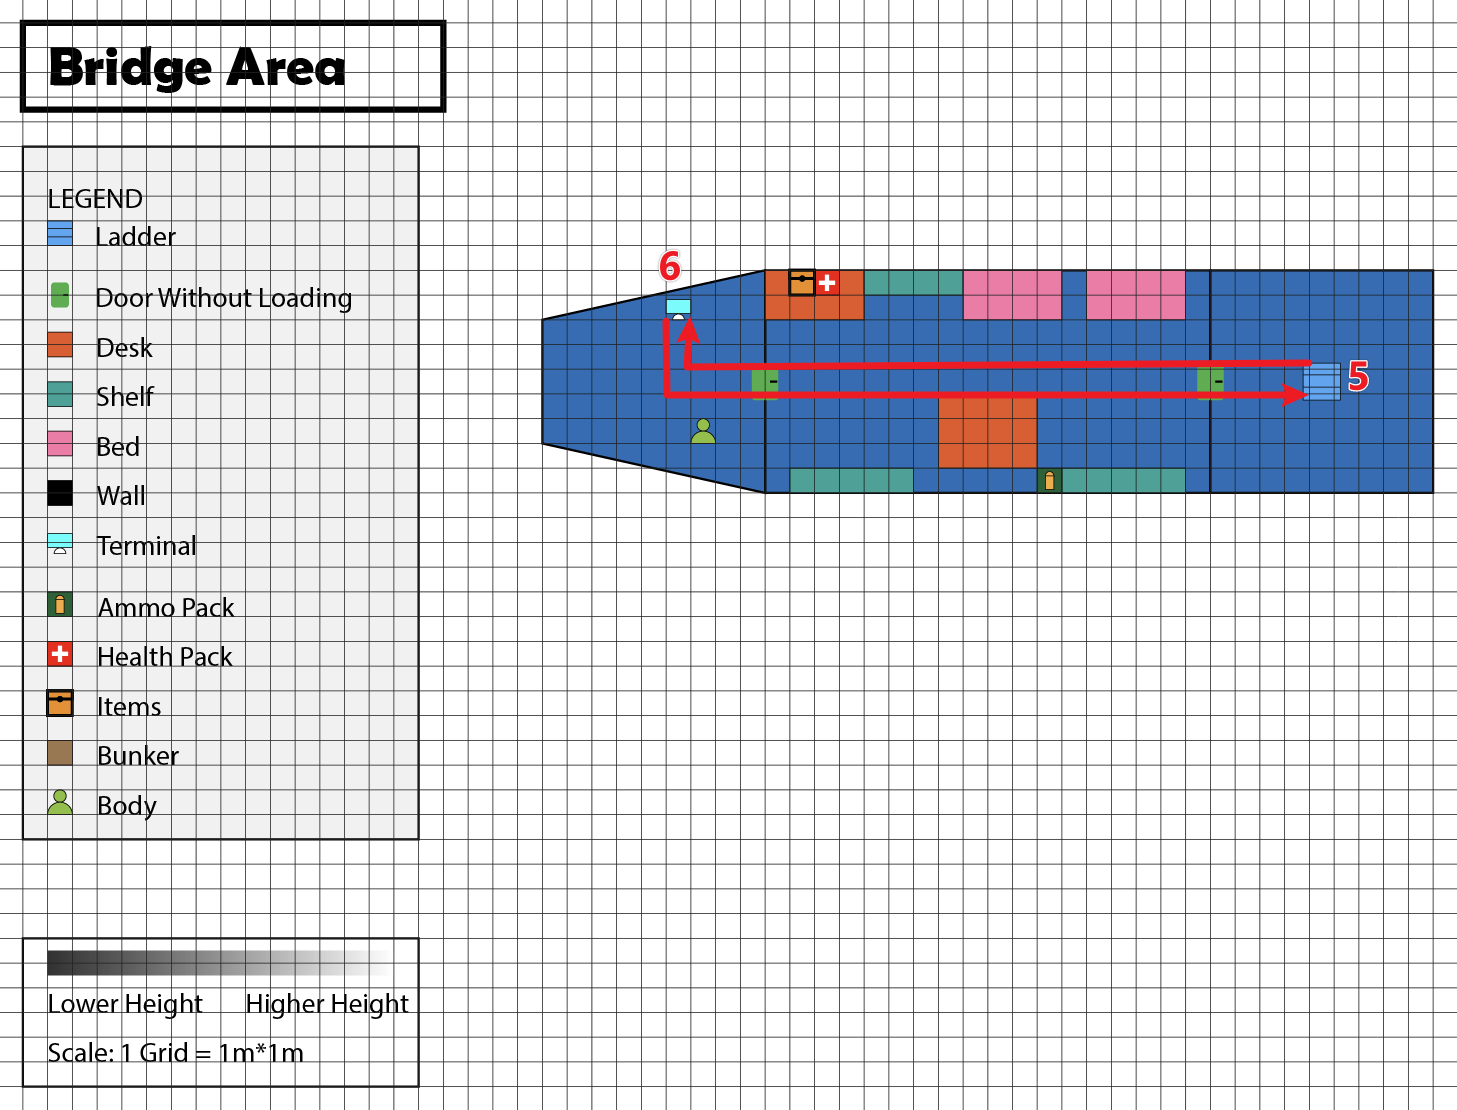 Bridge Area
LEGEND
Ladder
Door Without Loading
Desk
Shelf
Bed
Wall
Terminal
Ammo Pack
Health Pack
Items
Bunker
Body
Lower Height Higher Height
Scale: 1 Grid = 1m*1m
6
5